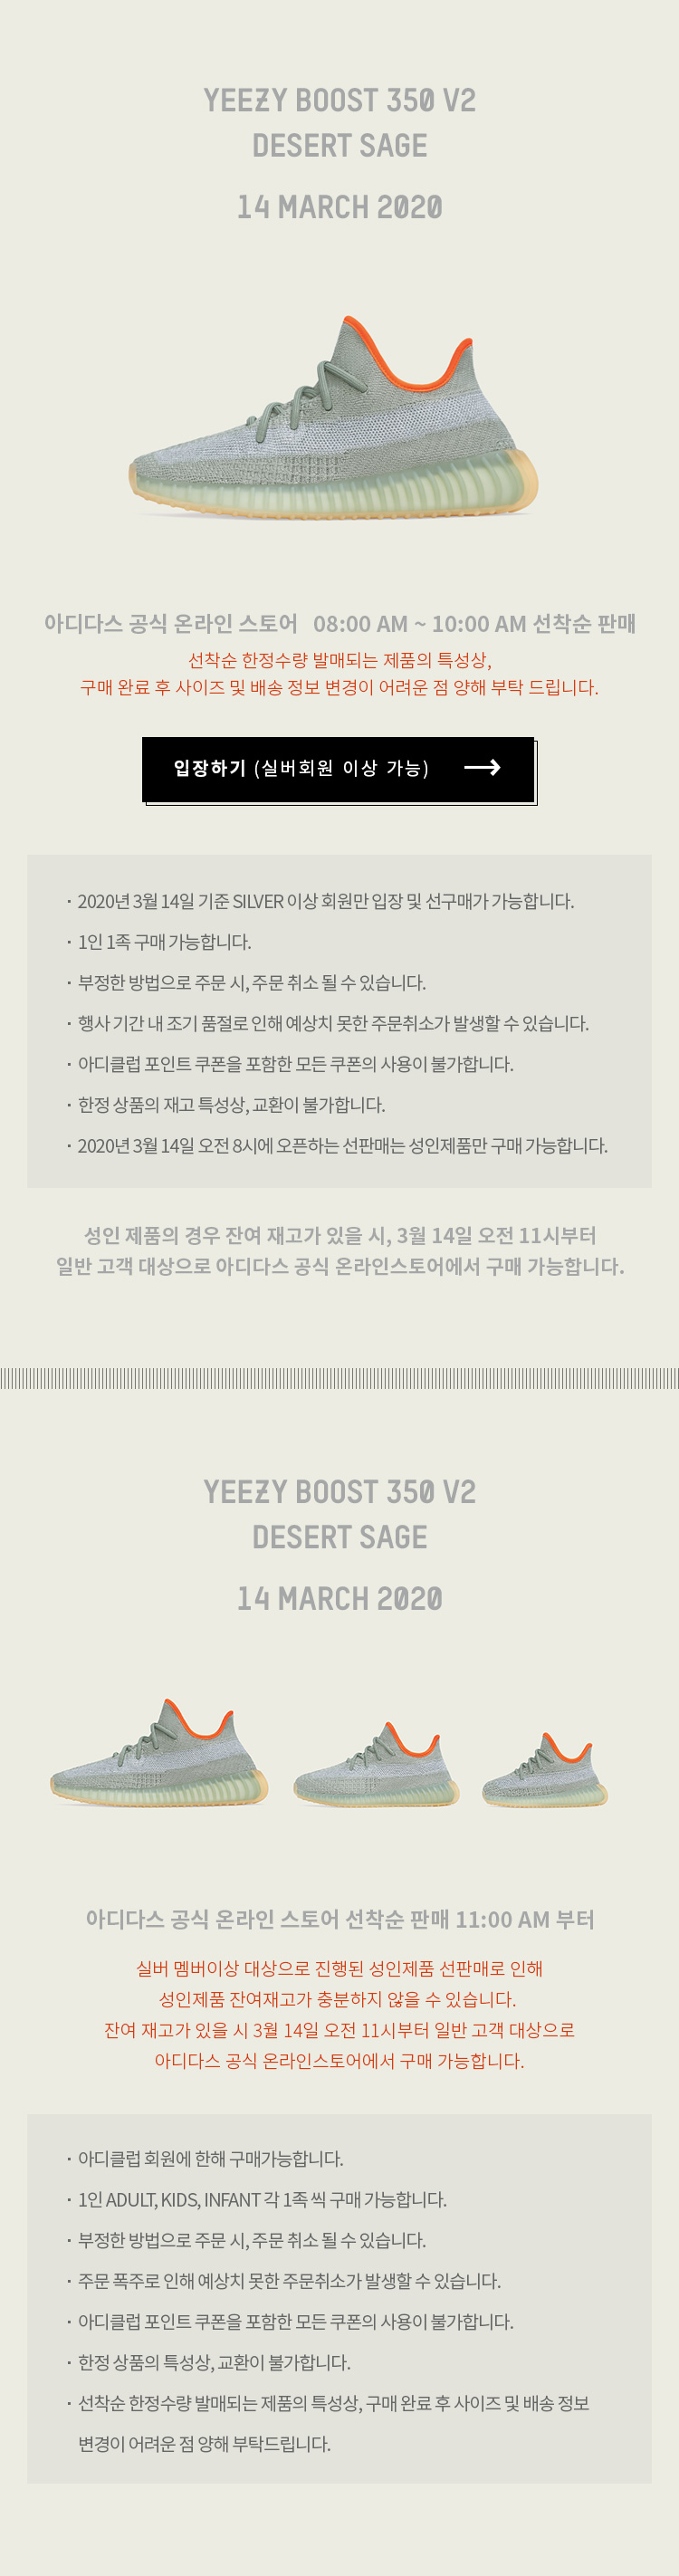 YEEZY BOOST 350 V2
DESERT SAGE
14 MARCH 2020
아디다스 공식 온라인 스토어 08:00 AM ~ 10:00 AM 선착순 판매
선착순 한정수량 발매되는 제품의 특성상,
구매 완료 후 사이즈 및 배송 정보 변경이 어려운 점 양해 부탁 드립니다.
입장하기 (실버회원 이상 가능)
· 2020년 3월 14일 기준 SILVER 이상 회원만 입장 및 선구매가 가능합니다.
· 1인 1족 구매 가능합니다.
· 부정한 방법으로 주문 시, 주문 취소 될 수 있습니다.
· 행사 기간 내 조기 품절로 인해 예상치 못한 주문취소가 발생할 수 있습니다.
· 아디클럽 포인트 쿠폰을 포함한 모든 쿠폰의 사용이 불가합니다.
· 한정 상품의 재고 특성상, 교환이 불가합니다.
· 2020년 3월 14일 오전 8시에 오픈하는 선판매는 성인제품만 구매 가능합니다.
성인 제품의 경우 잔여 재고가 있을 시, 3월 14일 오전 11시부터
일반 고객 대상으로 아디다스 공식 온라인스토어에서 구매 가능합니다.
YEEZY BOOST 350 V2
DESERT SAGE
14 MARCH 2020
아디다스 공식 온라인 스토어 선착순 판매 11:00 AM 부터
실버 멤버이상 대상으로 진행된 성인제품 선판매로 인해
성인제품 잔여재고가 충분하지 않을 수 있습니다.
잔여 재고가 있을 시 3월 14일 오전 11시부터 일반 고객 대상으로
아디다스 공식 온라인스토어에서 구매 가능합니다.
· 아디클럽 회원에 한해 구매가능합니다.
· 1인 ADULT, KIDS, INFANT 각 1족 씩 구매 가능합니다.
· 부정한 방법으로 주문 시, 주문 취소 될 수 있습니다.
· 주문 폭주로 인해 예상치 못한 주문취소가 발생할 수 있습니다.
· 아디클럽 포인트 쿠폰을 포함한 모든 쿠폰의 사용이 불가합니다.
· 한정 상품의 특성상, 교환이 불가합니다.
· 선착순 한정수량 발매되는 제품의 특성상, 구매 완료 후 사이즈 및 배송 정보
변경이 어려운 점 양해 부탁드립니다.